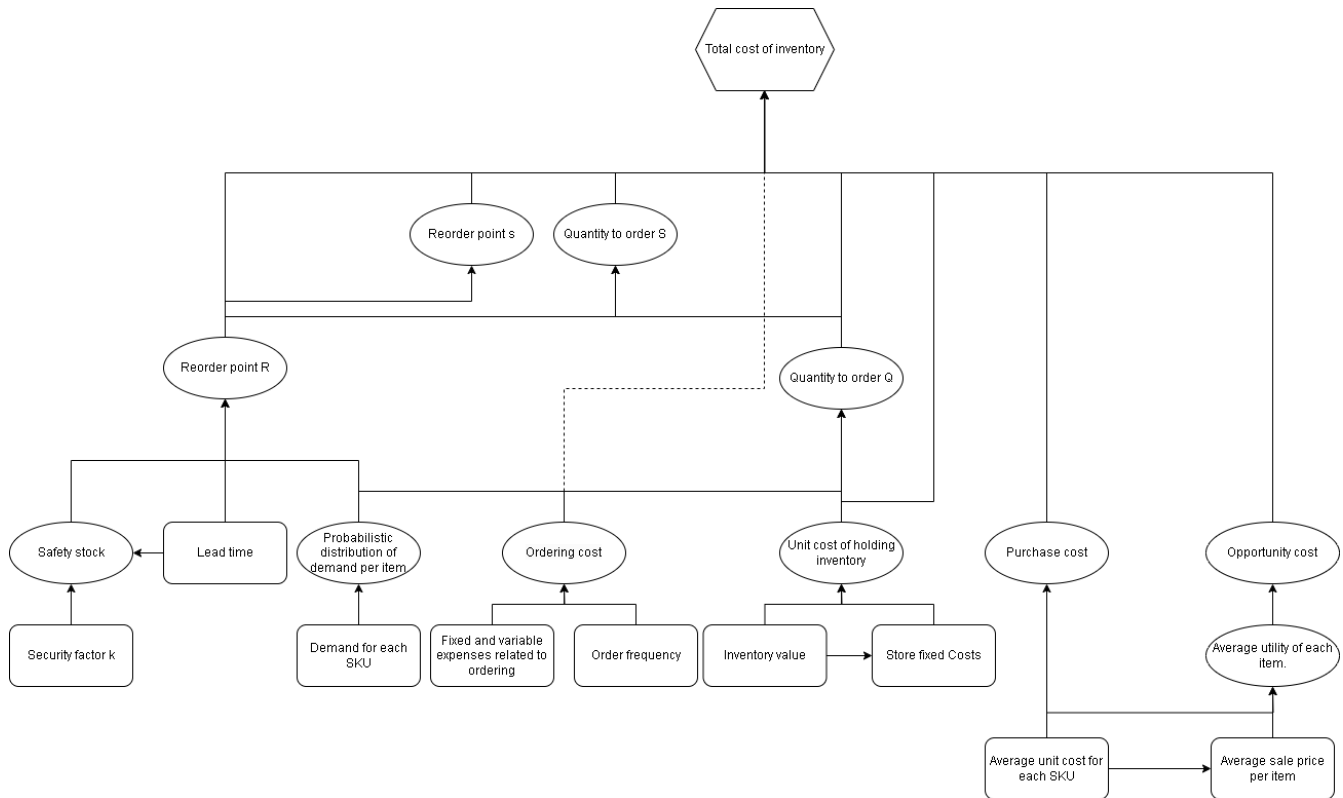 Total cost of inventory
Reorder point s
Quantity to order S
Reorder point R
Quantity to order Q
Safety stock
Lead time
Probabilistic
distribution of
demand per item
Ordering cost
Unit cost of holding
inventory
Purchase cost
Opportunity cost
Security factor k
Demand for each
SKU
Fixed and variable
expenses related to
ordering
Order frequency
Inventory value
Store fixed Costs
Average utility of each
item.
Average unit cost for
each SKU
Average sale price
per item